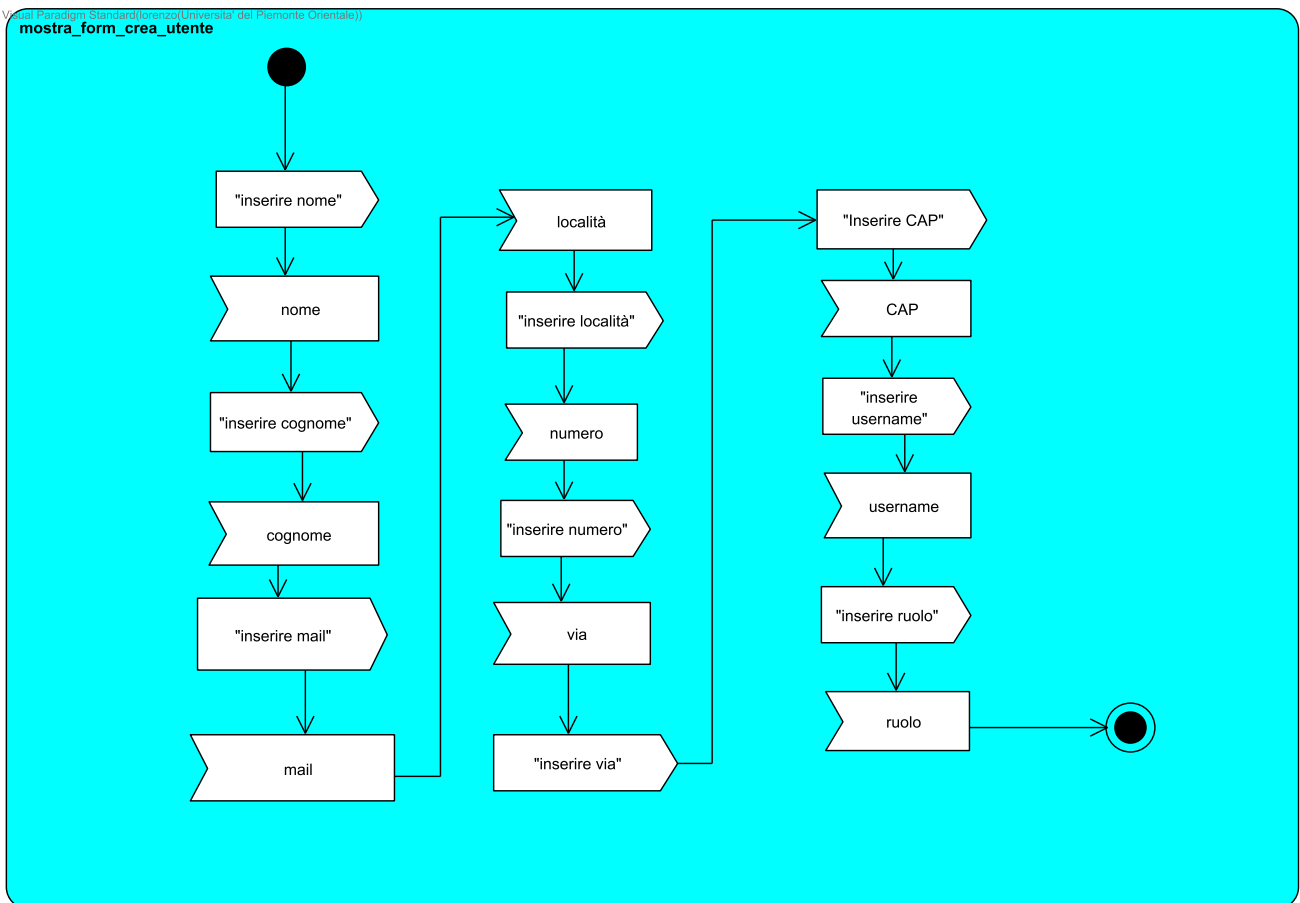 Visual Paradigm Standard(lorenzo(Universita' del Piemonte Orientale))
mostra_form_crea_utente
"inserire nome"
nome
"inserire cognome"
cognome
"inserire mail"
mail
località
"inserire località"
numero
"inserire numero"
via
"inserire via"
"Inserire CAP"
CAP
"inserire
username"
username
"inserire ruolo"
ruolo